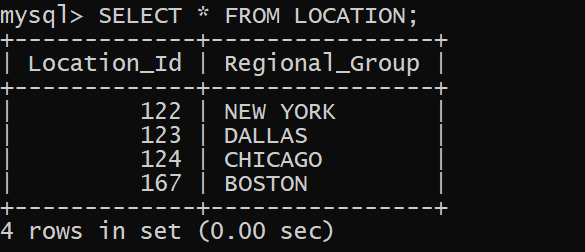 mysql> SELECT * FROM LOCATION;
+-------------+----------------+
| Location_Id | Regional_Group |
+-------------+----------------+
|         122 | NEW YORK       |
|         123 | DALLAS         |
|         124 | CHICAGO        |
|         167 | BOSTON         |
+-------------+----------------+
4 rows in set (0.00 sec)